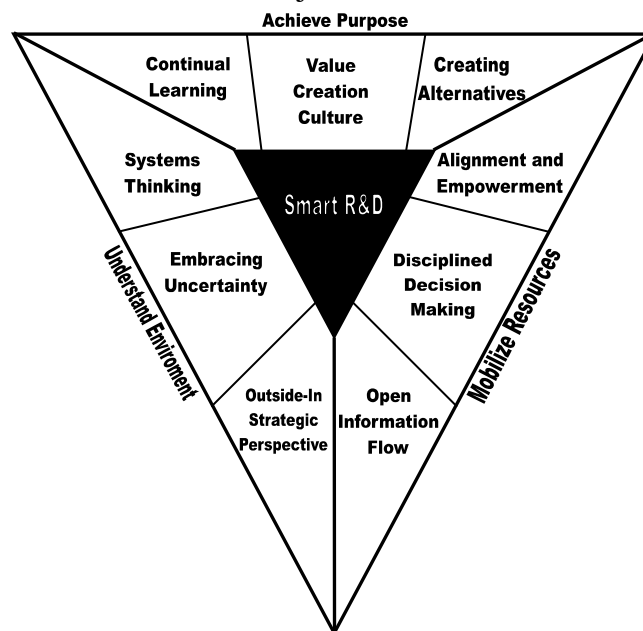 Achieve Purpose
Continual
Learning
Value
Creation
Culture
Creating
Alternatives
Systems
Thinking
Smart R&D
Alignment and
Empowerment
Embracing
Uncertainty
Disciplined
Decision
Making
Understand Enviroment
Mobilize Resources
Outside-In
Strategic
Perspective
Open
Information
Flow